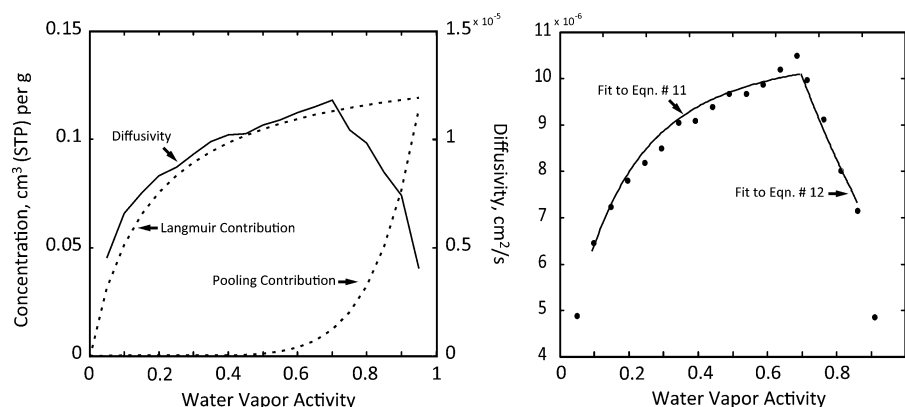 0.15
0.1
0.05
0
Concentration, cm³ (STP) per g
0 0.2 0.4 0.6 0.8 1
Water Vapor Activity
1.5 x 10⁻⁵
1
0.5
0
Diffusivity, cm²/s
Diffusivity
Langmuir Contribution
Pooling Contribution
11 x 10⁻⁶
10
9
8
7
6
5
4
0 0.2 0.4 0.6 0.8
Water Vapor Activity
Fit to Eqn. # 11
Fit to Eqn. # 12